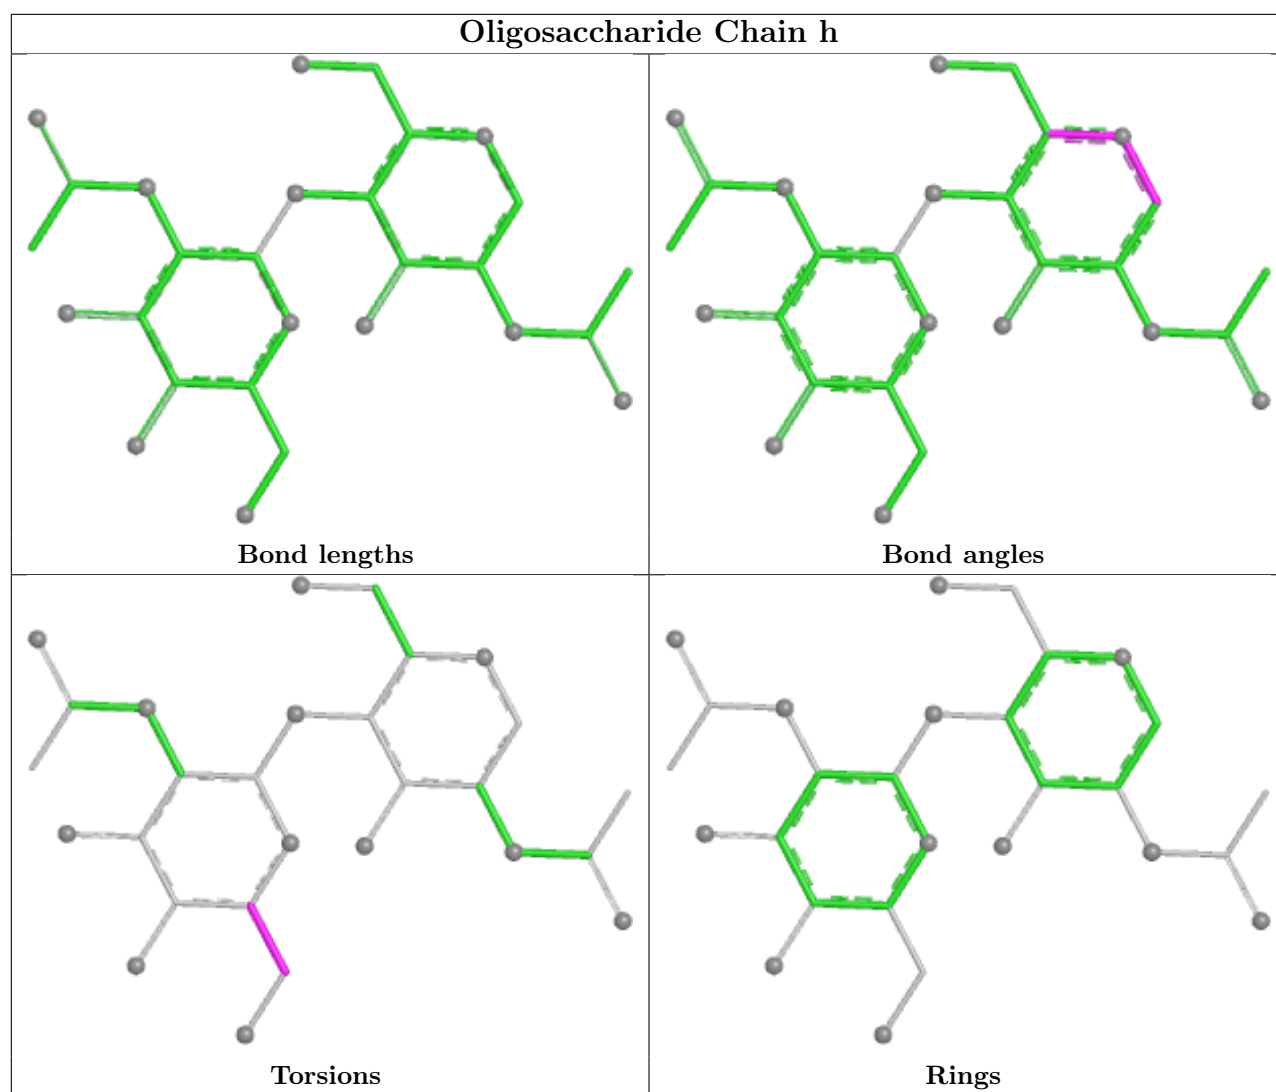 Oligosaccharide Chain h
Bond lengths
Bond angles
Torsions
Rings